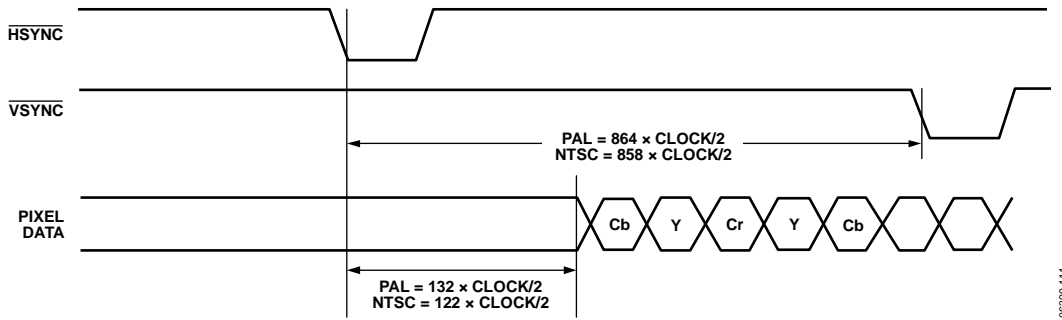 HSYNC
VSYNC
PAL = 864 × CLOCK/2
NTSC = 858 × CLOCK/2
PIXEL
DATA
Cb Y Cr Y Cb
PAL = 132 × CLOCK/2
NTSC = 122 × CLOCK/2